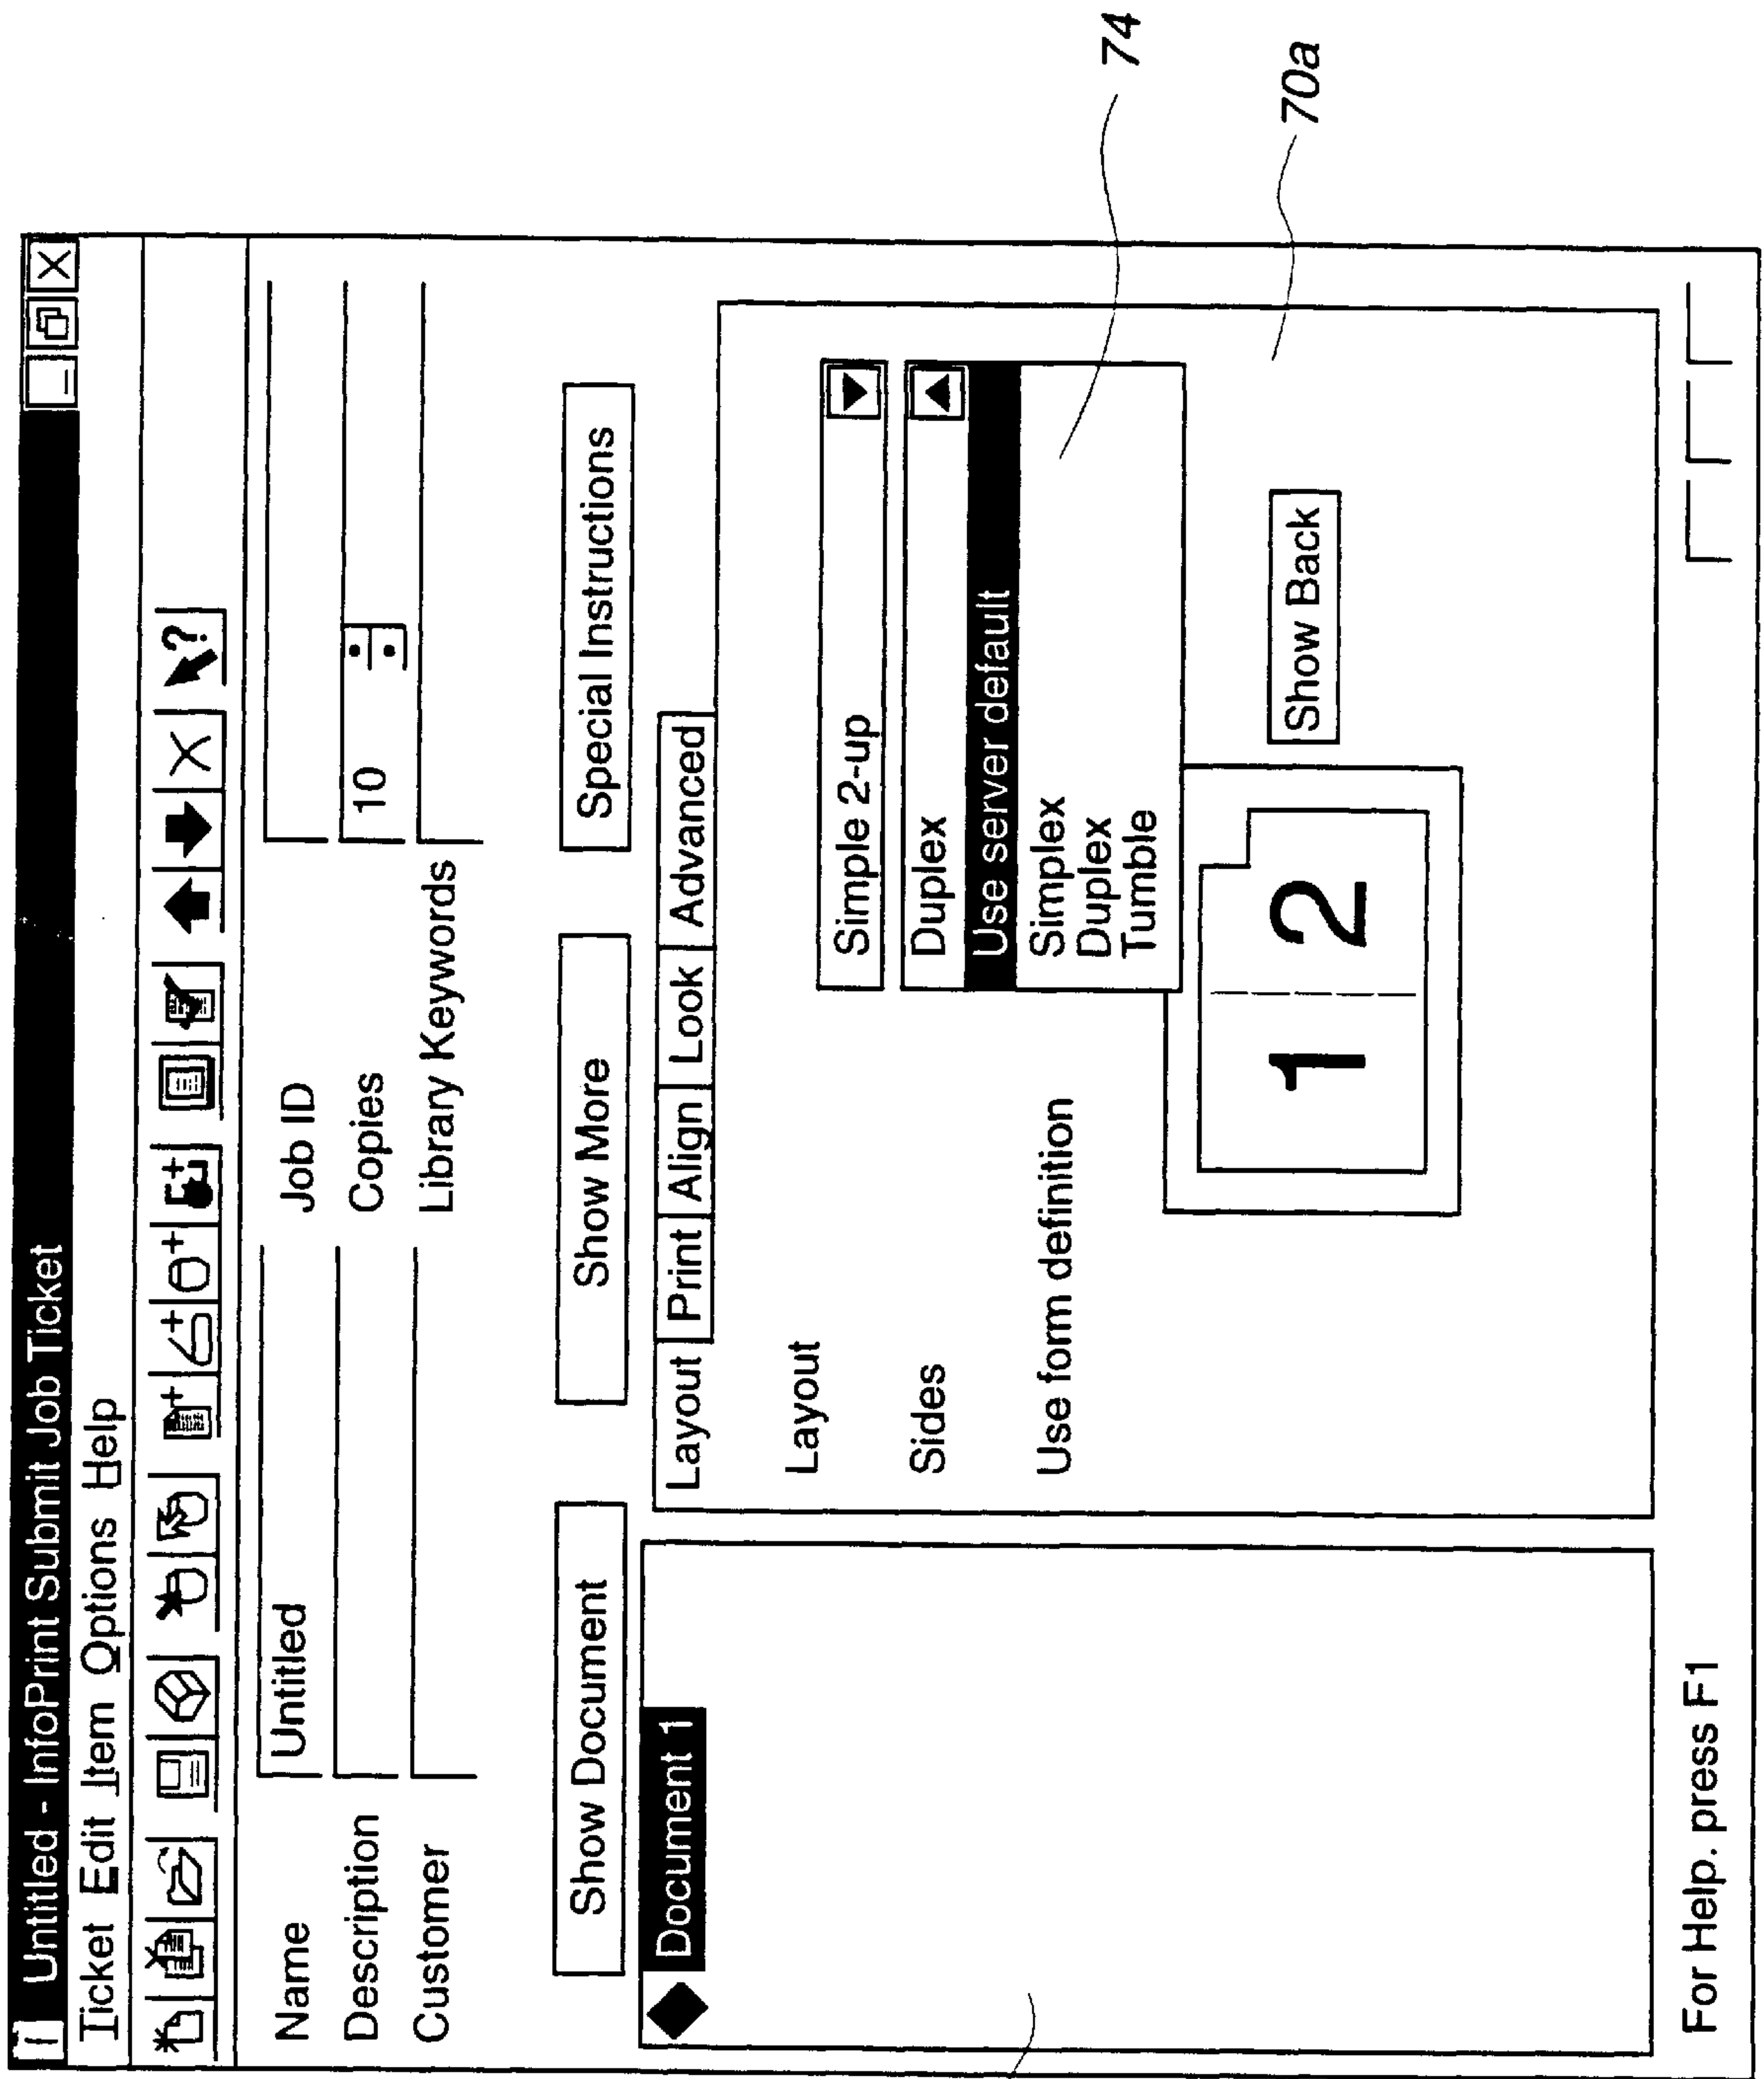 Untitled - InfoPrint Submit Job Ticket
Ticket Edit Item Options Help
Name Untitled Job ID
Description Copies 10
Customer Library Keywords
Show Document Show More Special Instructions
Document 1
Layout Print Align Look Advanced
Layout Simple 2-up
Sides Duplex
Use server default
Use form definition Simplex
Duplex
Tumble
1 2
Show Back
For Help. press F1
74
70a